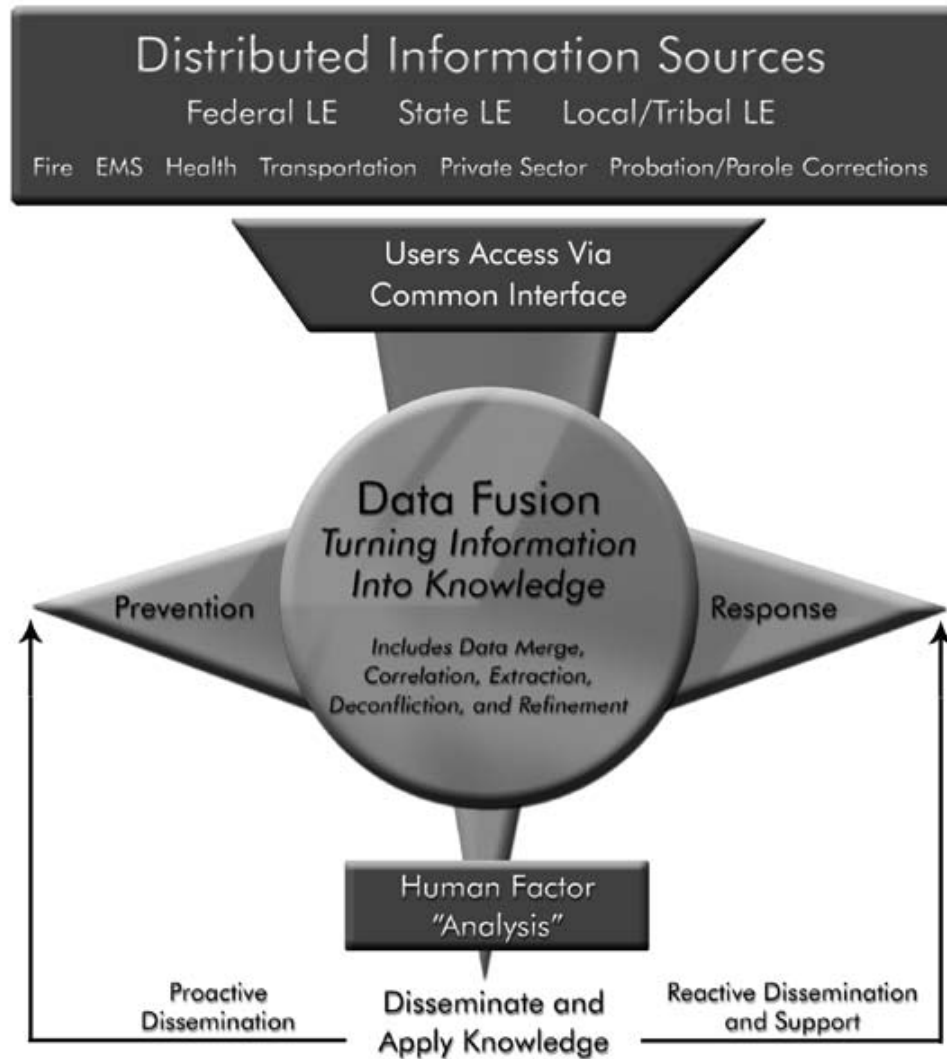 Distributed Information Sources
Federal LE State LE Local/Tribal LE
Fire EMS Health Transportation Private Sector Probation/Parole Corrections
Users Access Via
Common Interface
Data Fusion
Turning Information
Into Knowledge
Includes Data Merge,
Correlation, Extraction,
Deconfliction, and Refinement
Prevention
Response
Human Factor
"Analysis"
Proactive
Dissemination
Disseminate and
Apply Knowledge
Reactive Dissemination
and Support